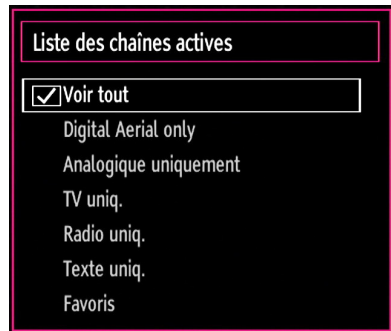 Liste des chaînes actives
Voir tout
Digital Aerial only
Analogique uniquement
TV uniq.
Radio uniq.
Texte uniq.
Favoris